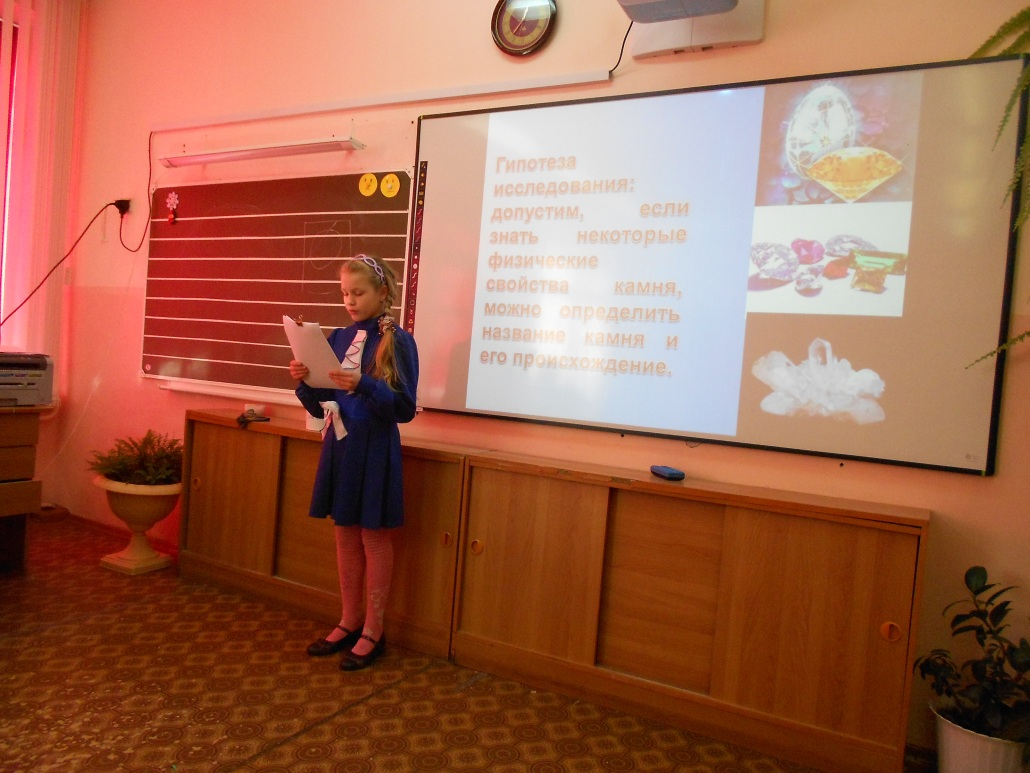 Гипотеза
исследования:
допустим, если
знать некоторые
физические
свойства камня,
можно определить
название камня и
его происхождение.